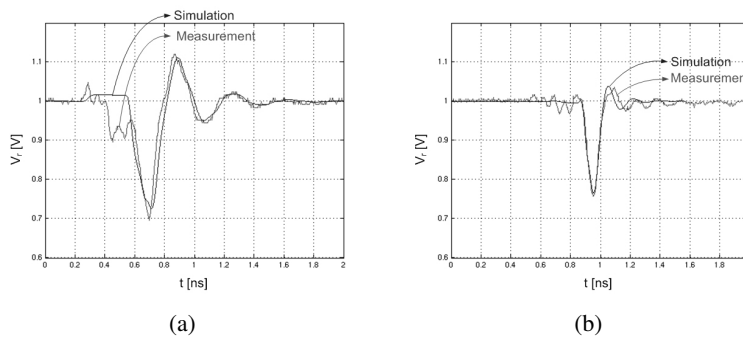 Simulation
Measurement
1.1
1
0.9
0.8
0.7
0.6
V_r [V]
0 0.2 0.4 0.6 0.8 1 1.2 1.4 1.6 1.8 2
t [ns]
(a)
Simulation
Measuremen
1.1
1
0.9
0.8
0.7
0.6
V_r [V]
0 0.2 0.4 0.6 0.8 1 1.2 1.4 1.6 1.8
t [ns]
(b)